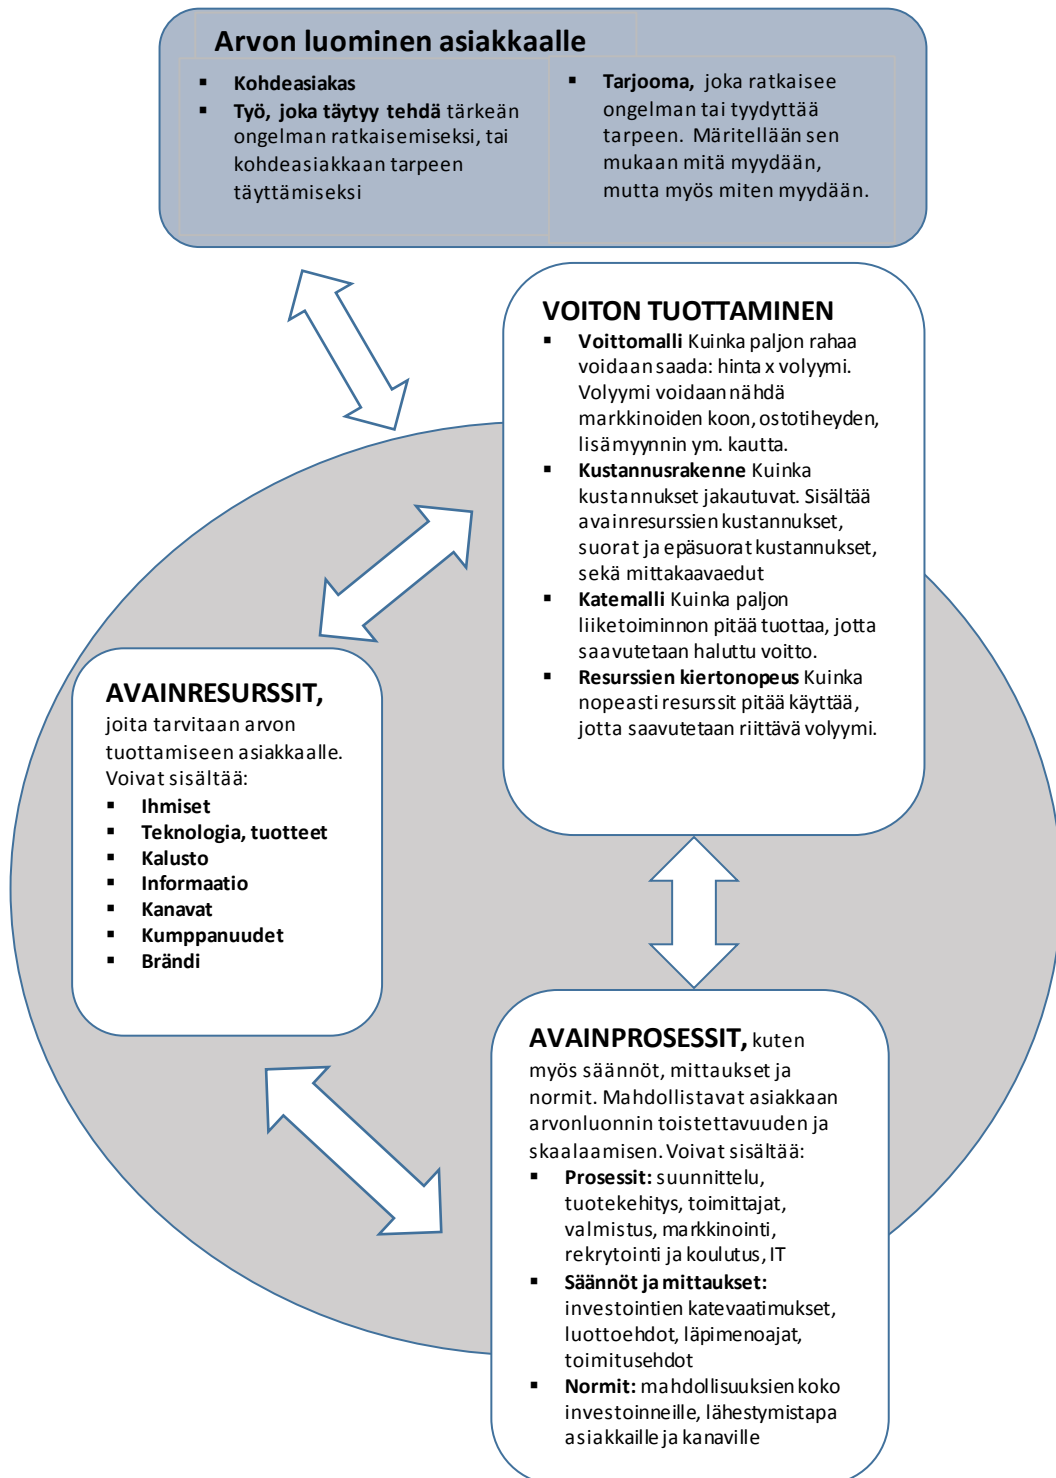 Arvon luominen asiakkaalle
▪ Kohdeasiakas
▪ Työ, joka täytyy tehdä tärkeän
ongelman ratkaisemiseksi, tai
kohdeasiakkaan tarpeen
täyttämiseksi
▪ Tarjooma, joka ratkaisee
ongelman tai tyydyttää
tarpeen. Märitellään sen
mukaan mitä myydään,
mutta myös miten myydään.
VOITON TUOTTAMINEN
▪ Voittomalli Kuinka paljon rahaa
voidaan saada: hinta x volyymi.
Volyymi voidaan nähdä
markkinoiden koon, ostotiheyden,
lisämyynnin ym. kautta.
▪ Kustannusrakenne Kuinka
kustannukset jakautuvat. Sisältää
avainresurssien kustannukset,
suorat ja epäsuorat kustannukset,
sekä mittakaavaedut
▪ Katemalli Kuinka paljon
liiketoiminnon pitää tuottaa, jotta
saavutetaan haluttu voitto.
▪ Resurssien kiertonopeus Kuinka
nopeasti resurssit pitää käyttää,
jotta saavutetaan riittävä volyymi.
AVAINRESURSSIT,
joita tarvitaan arvon
tuottamiseen asiakkaalle.
Voivat sisältää:
▪ Ihmiset
▪ Teknologia, tuotteet
▪ Kalusto
▪ Informaatio
▪ Kanavat
▪ Kumppanuudet
▪ Brändi
AVAINPROSESSIT, kuten
myös säännöt, mittaukset ja
normit. Mahdollistavat asiakkaan
arvonluonnin toistettavuuden ja
skaalaamisen. Voivat sisältää:
▪ Prosessit: suunnittelu,
tuotekehitys, toimittajat,
valmistus, markkinointi,
rekrytointi ja koulutus, IT
▪ Säännöt ja mittaukset:
investointien katevaatimukset,
luottoehdot, läpimenoajat,
toimitusehdot
▪ Normit: mahdollisuuksien koko
investoinneille, lähestymistapa
asiakkaille ja kanaville